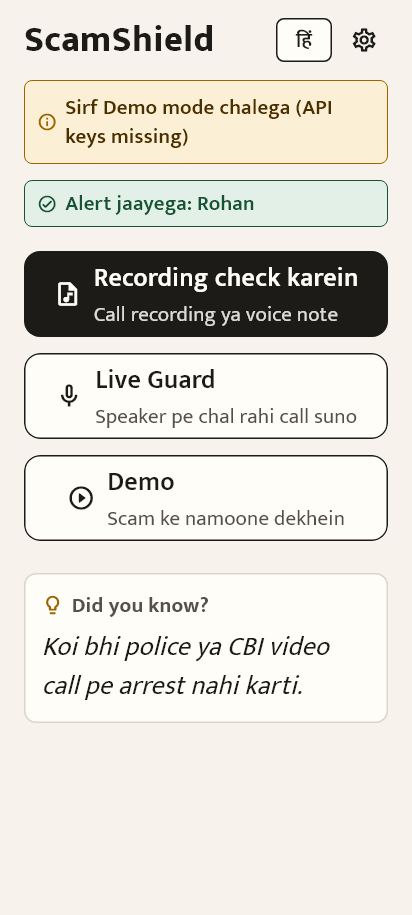 ScamShield
हिं
Sirf Demo mode chalega (API
keys missing)
Alert jaayega: Rohan
Recording check karein
Call recording ya voice note
Live Guard
Speaker pe chal rahi call suno
Demo
Scam ke namoone dekhein
Did you know?
Koi bhi police ya CBI video
call pe arrest nahi karti.